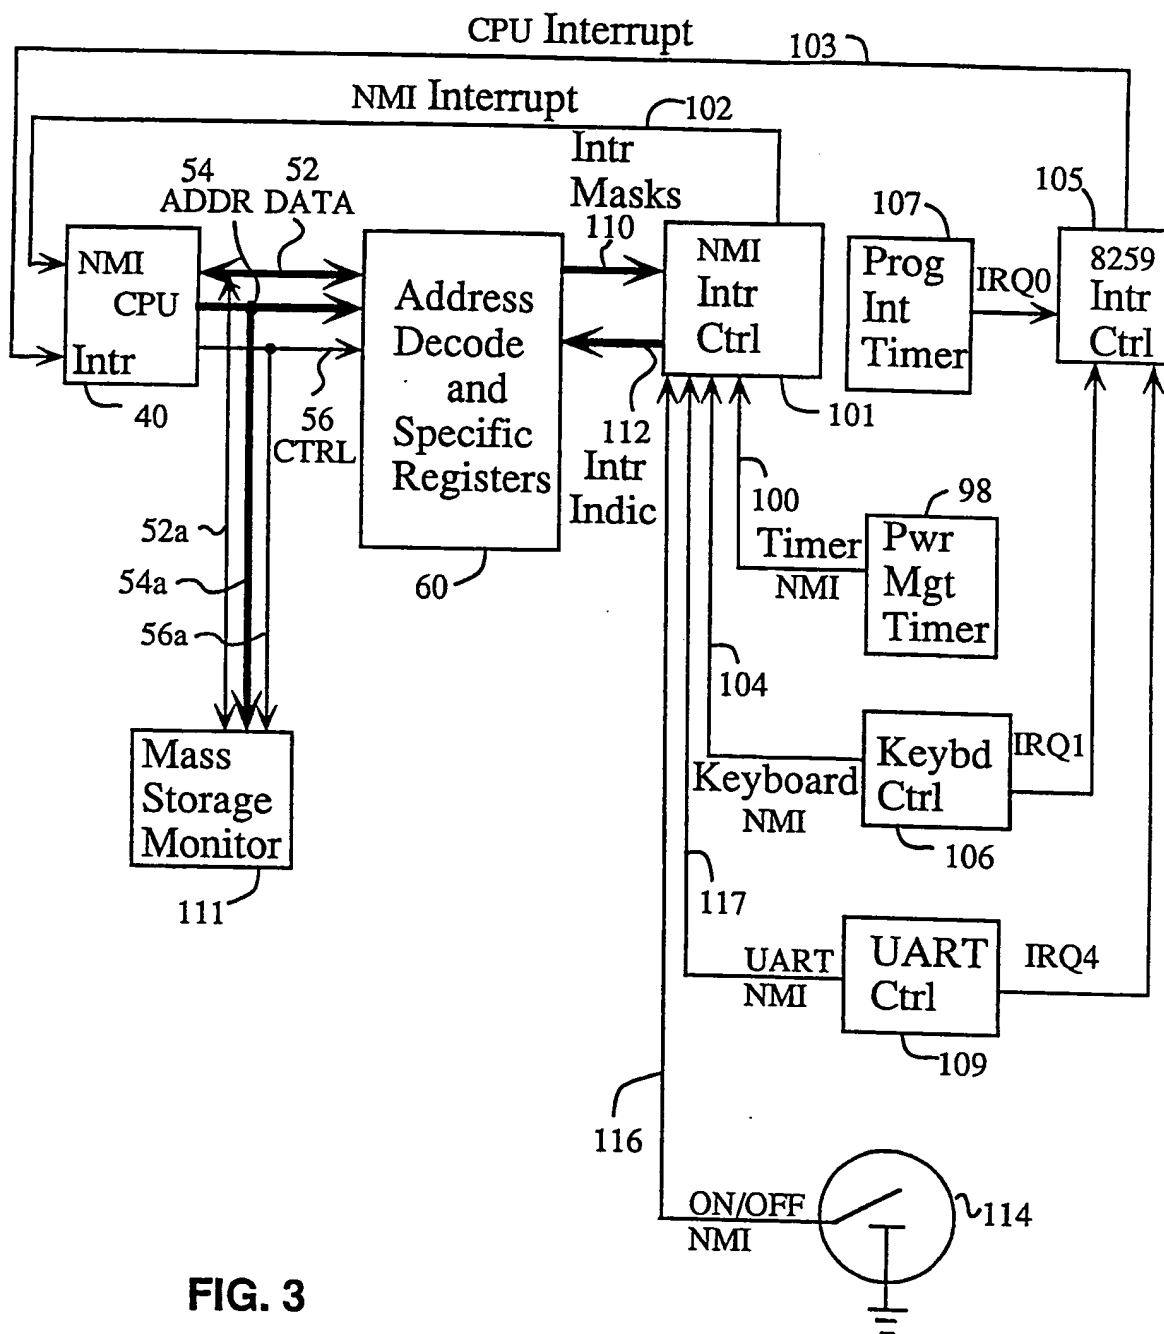 CPU Interrupt
103
NMI Interrupt
102
54
ADDR
52
DATA
Intr
Masks
110
107
105
NMI
CPU
Intr
40
Address
Decode
and
Specific
Registers
60
NMI
Intr
Ctrl
101
Prog
Int
Timer
IRQ0
8259
Intr
Ctrl
56
CTRL
112
Intr
Indic
52a
54a
56a
100
Timer
NMI
98
Pwr
Mgt
Timer
104
Keyboard
NMI
Keybd
Ctrl
106
IRQ1
Mass
Storage
Monitor
111
117
UART
NMI
UART
Ctrl
109
IRQ4
116
ON/OFF
NMI
114
FIG. 3